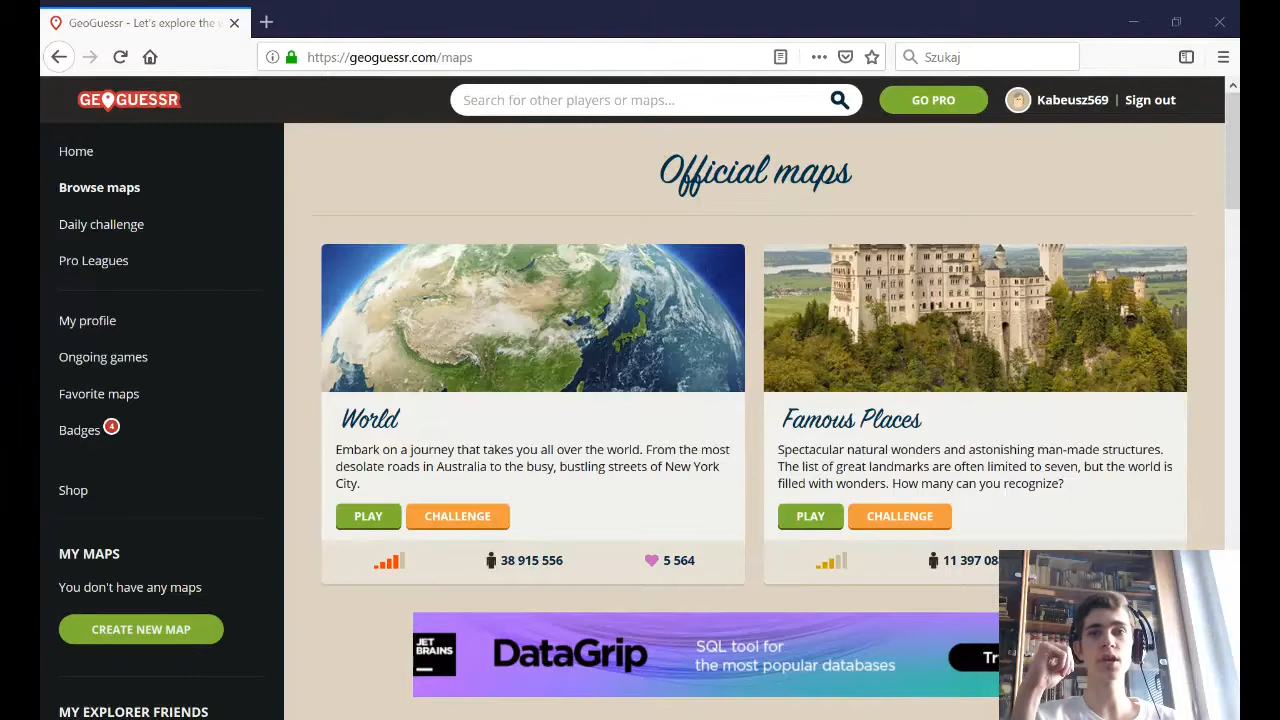 GeoGuessr - Let's explore the w
https://geoguessr.com/maps
Szukaj
GEOGUESSR
Search for other players or maps...
GO PRO
Kabeusz569 | Sign out
Home
Browse maps
Daily challenge
Pro Leagues
My profile
Ongoing games
Favorite maps
Badges 4
Shop
MY MAPS
You don't have any maps
CREATE NEW MAP
MY EXPLORER FRIENDS
Official maps
World
Embark on a journey that takes you all over the world. From the most
desolate roads in Australia to the busy, bustling streets of New York
City.
PLAY CHALLENGE
38 915 556 5 564
Famous Places
Spectacular natural wonders and astonishing man-made structures.
The list of great landmarks are often limited to seven, but the world is
filled with wonders. How many can you recognize?
PLAY CHALLENGE
11 397 08
JET
BRAINS
DataGrip
SQL tool for
the most popular databases
Tr